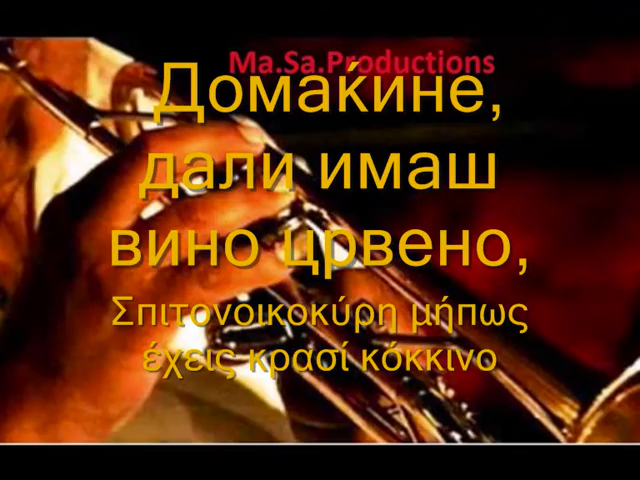 Ma.Sa.Productions
Домаќине,
дали имаш
вино црвено,
Σπιτονοικοκύρη μήπως
έχεις κρασί κόκκινο